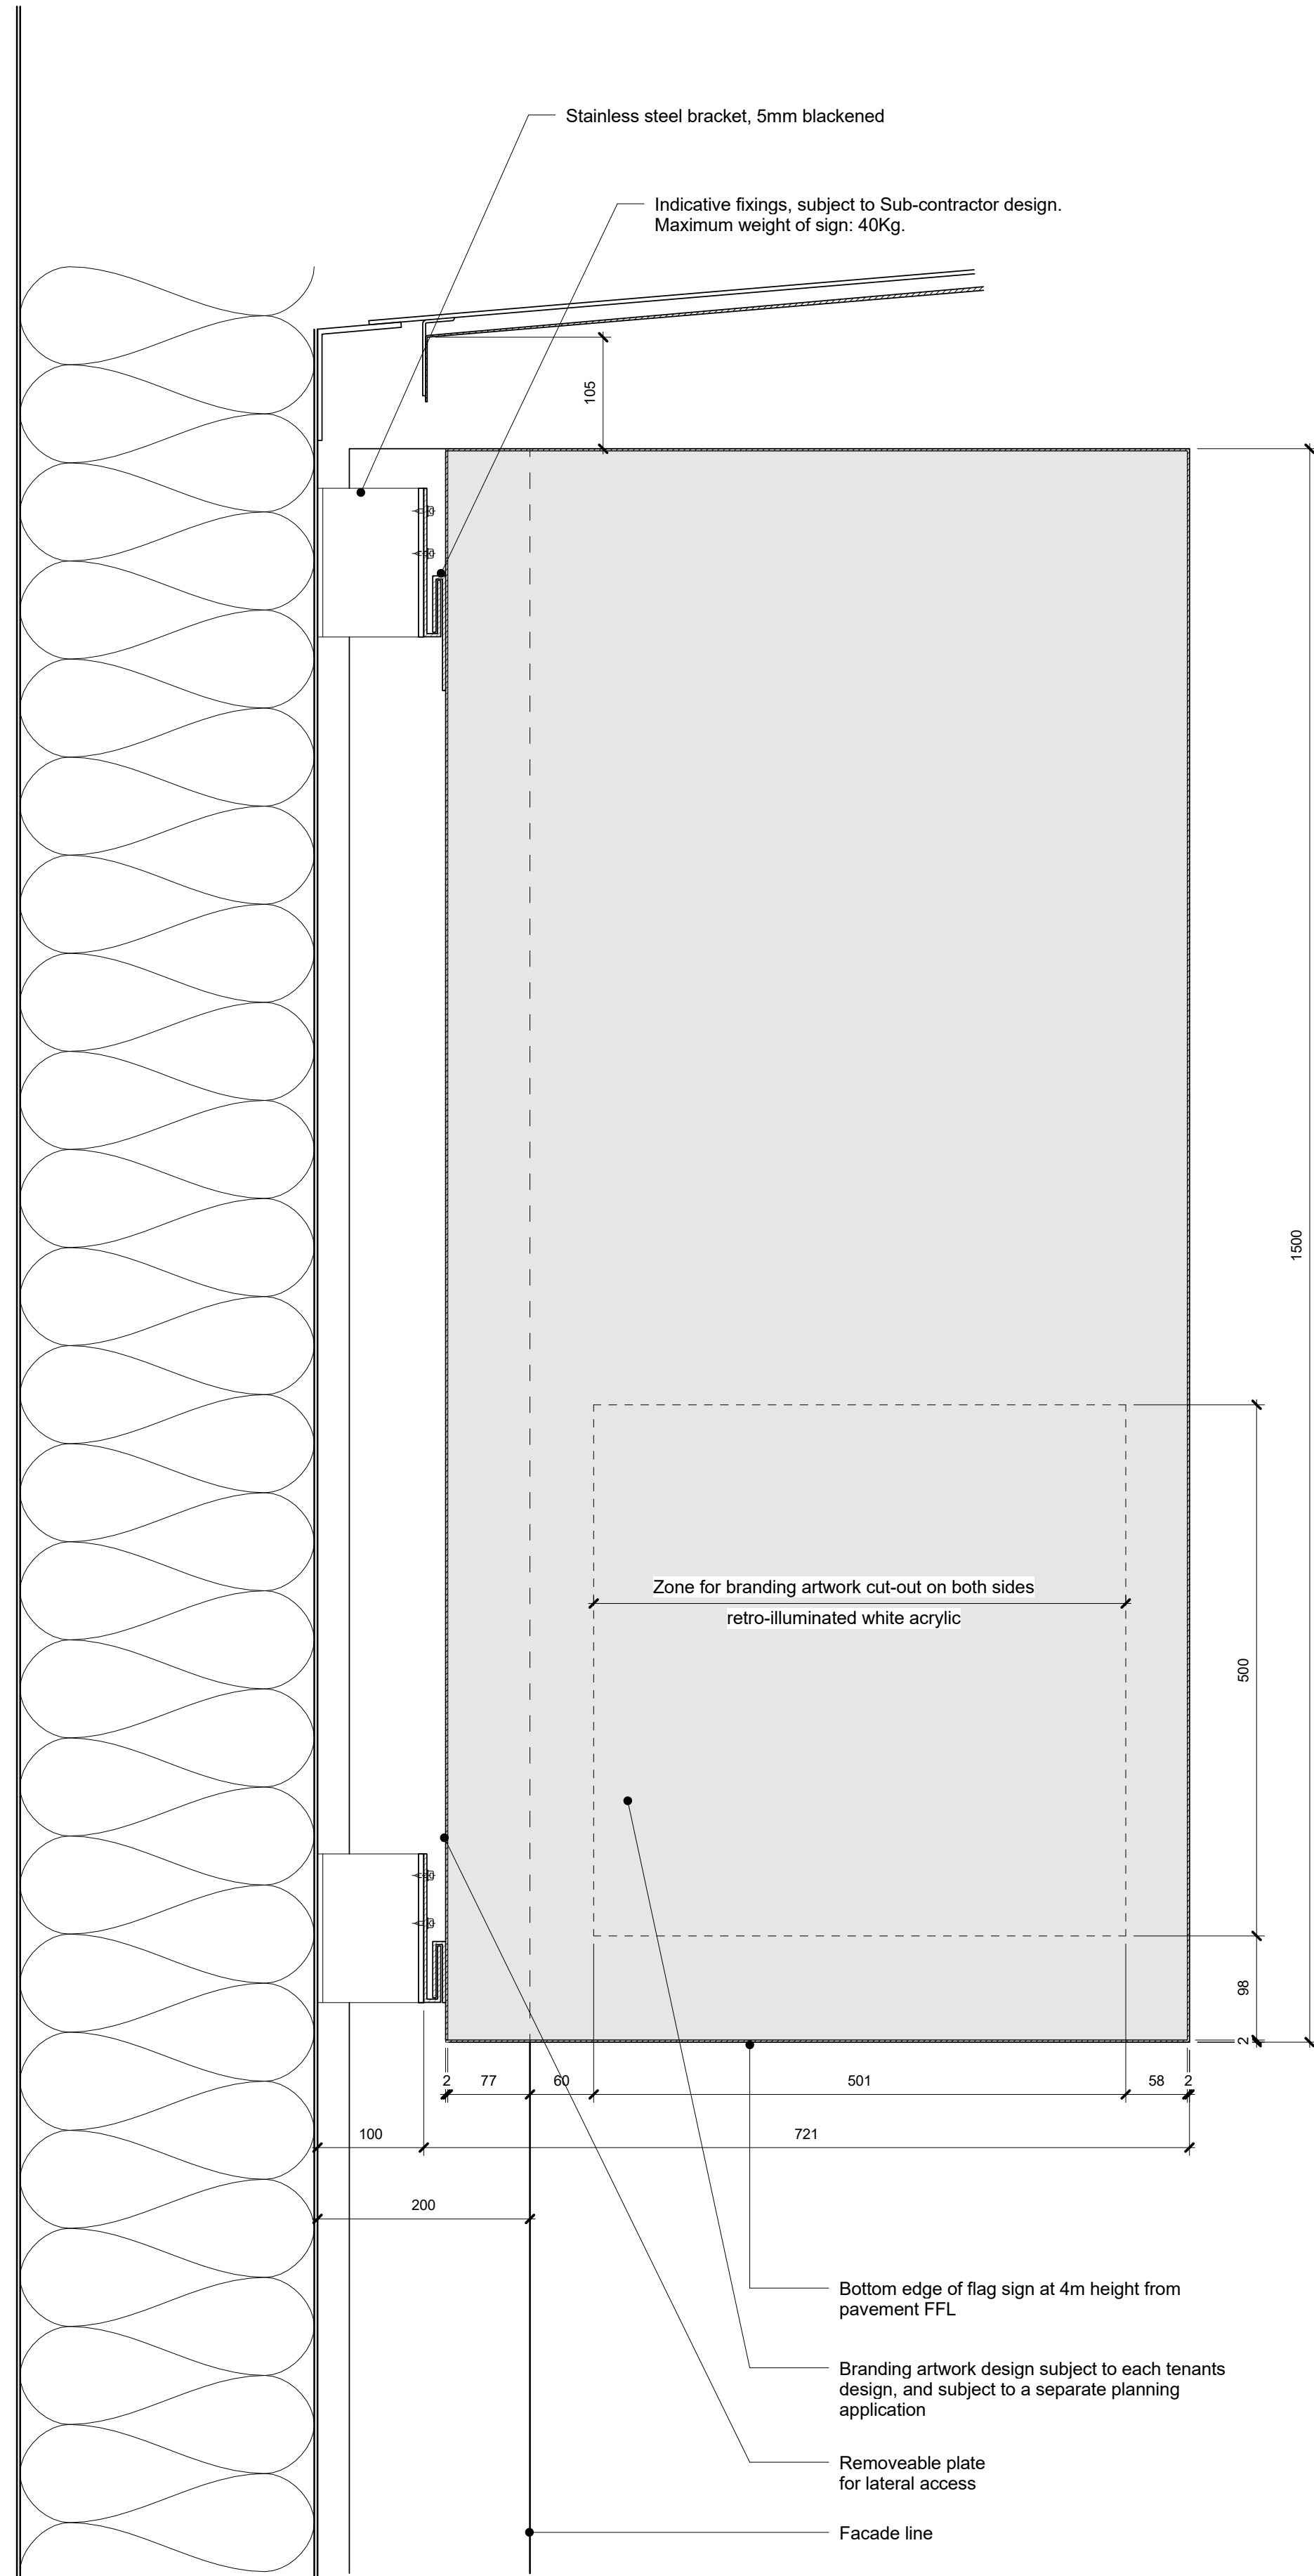 Stainless steel bracket, 5mm blackened
Indicative fixings, subject to Sub-contractor design.
Maximum weight of sign: 40Kg.
105
1500
Zone for branding artwork cut-out on both sides
retro-illuminated white acrylic
500
98
2
2
77
60
501
58
2
100
721
200
Bottom edge of flag sign at 4m height from
pavement FFL
Branding artwork design subject to each tenants
design, and subject to a separate planning
application
Removeable plate
for lateral access
Facade line